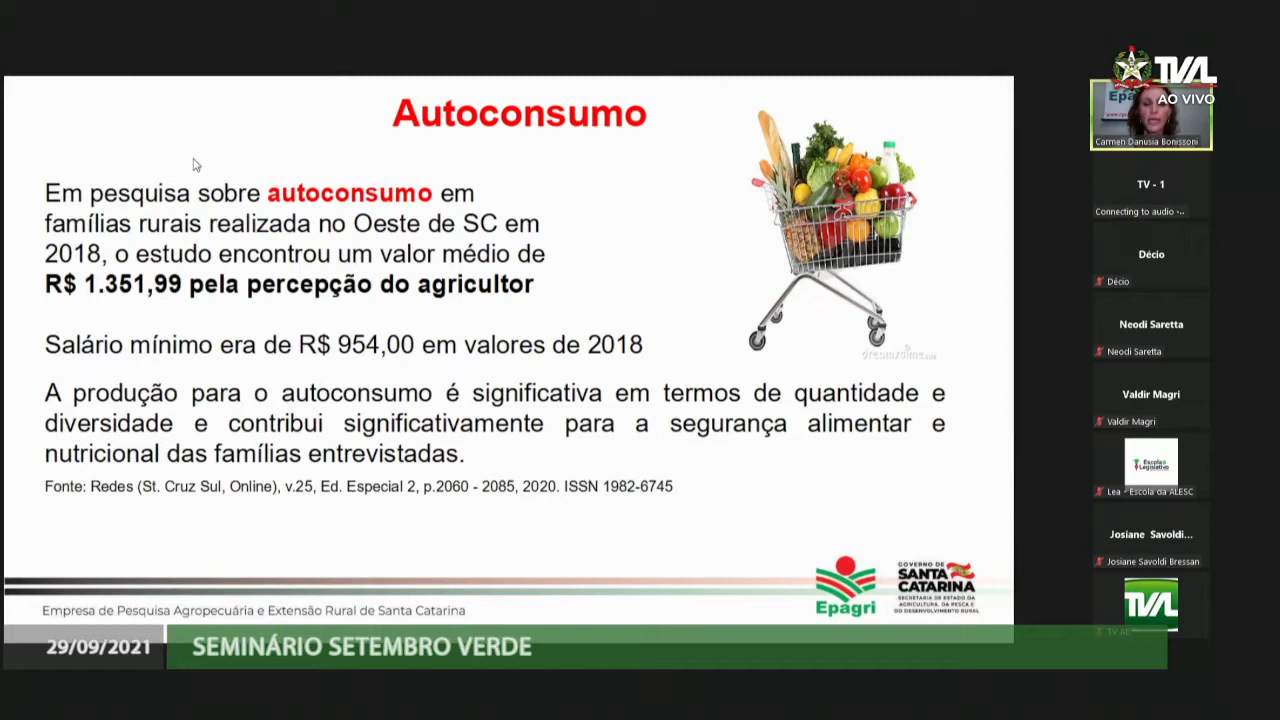 Autoconsumo
Em pesquisa sobre autoconsumo em
famílias rurais realizada no Oeste de SC em
2018, o estudo encontrou um valor médio de
R$ 1.351,99 pela percepção do agricultor
Salário mínimo era de R$ 954,00 em valores de 2018
A produção para o autoconsumo é significativa em termos de quantidade e
diversidade e contribui significativamente para a segurança alimentar e
nutricional das famílias entrevistadas.
Fonte: Redes (St. Cruz Sul, Online), v.25, Ed. Especial 2, p.2060 - 2085, 2020. ISSN 1982-6745
Epagri
GOVERNO DE
SANTA
CATARINA
SECRETARIA DE ESTADO DA
AGRICULTURA, DA PESCA E
DO DESENVOLVIMENTO RURAL
Empresa de Pesquisa Agropecuária e Extensão Rural de Santa Catarina
29/09/2021
SEMINÁRIO SETEMBRO VERDE
TVAL
AO VIVO
Carmen Danusia Bonissoni
TV - 1
Connecting to audio -..
Décio
Décio
Neodi Saretta
Neodi Saretta
Valdir Magri
Valdir Magri
Escola
Legislativo
Lea - Escola da ALESC
Josiane Savoldi...
Josiane Savoldi Bressan
TVAL
TV AL